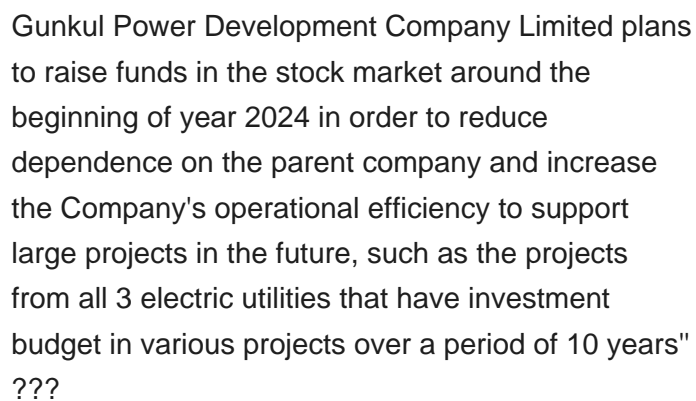 Gunkul Power Development Company Limited plans
to raise funds in the stock market around the
beginning of year 2024 in order to reduce
dependence on the parent company and increase
the Company's operational efficiency to support
large projects in the future, such as the projects
from all 3 electric utilities that have investment
budget in various projects over a period of 10 years"
???